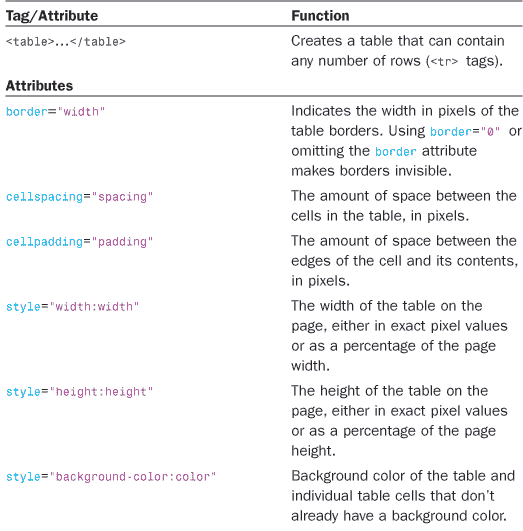 Tag/Attribute Function
<table>...</table> Creates a table that can contain
any number of rows (<tr> tags).
Attributes
border="width" Indicates the width in pixels of the
table borders. Using border="0" or
omitting the border attribute
makes borders invisible.
cellspacing="spacing" The amount of space between the
cells in the table, in pixels.
cellpadding="padding" The amount of space between the
edges of the cell and its contents,
in pixels.
style="width:width" The width of the table on the
page, either in exact pixel values
or as a percentage of the page
width.
style="height:height" The height of the table on the
page, either in exact pixel values
or as a percentage of the page
height.
style="background-color:color" Background color of the table and
individual table cells that don't
already have a background color.